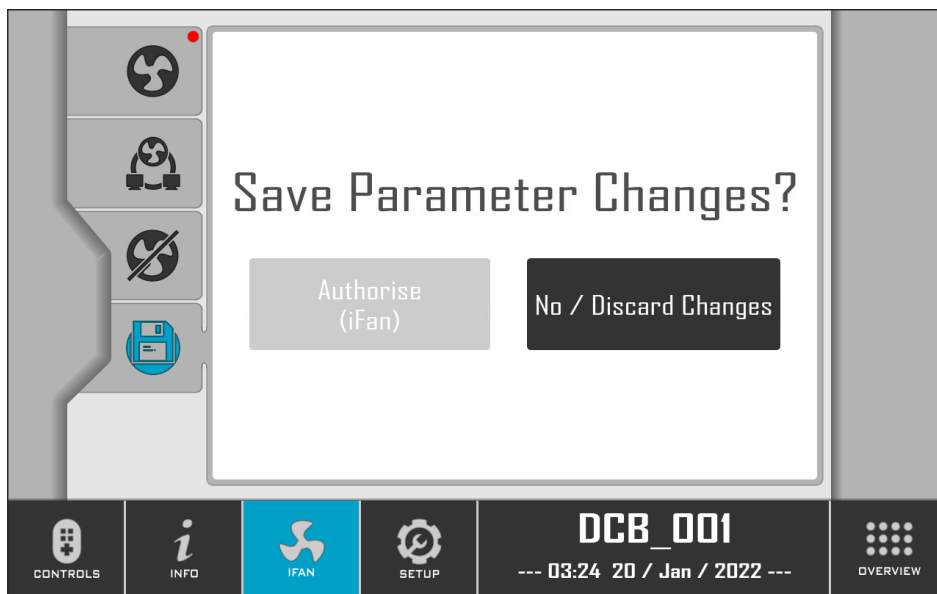 Save Parameter Changes?
Authorise
(iFan)
No / Discard Changes
CONTROLS
INFO
IFAN
SETUP
DCB_001
--- 03:24 20 / Jan / 2022 ---
OVERVIEW